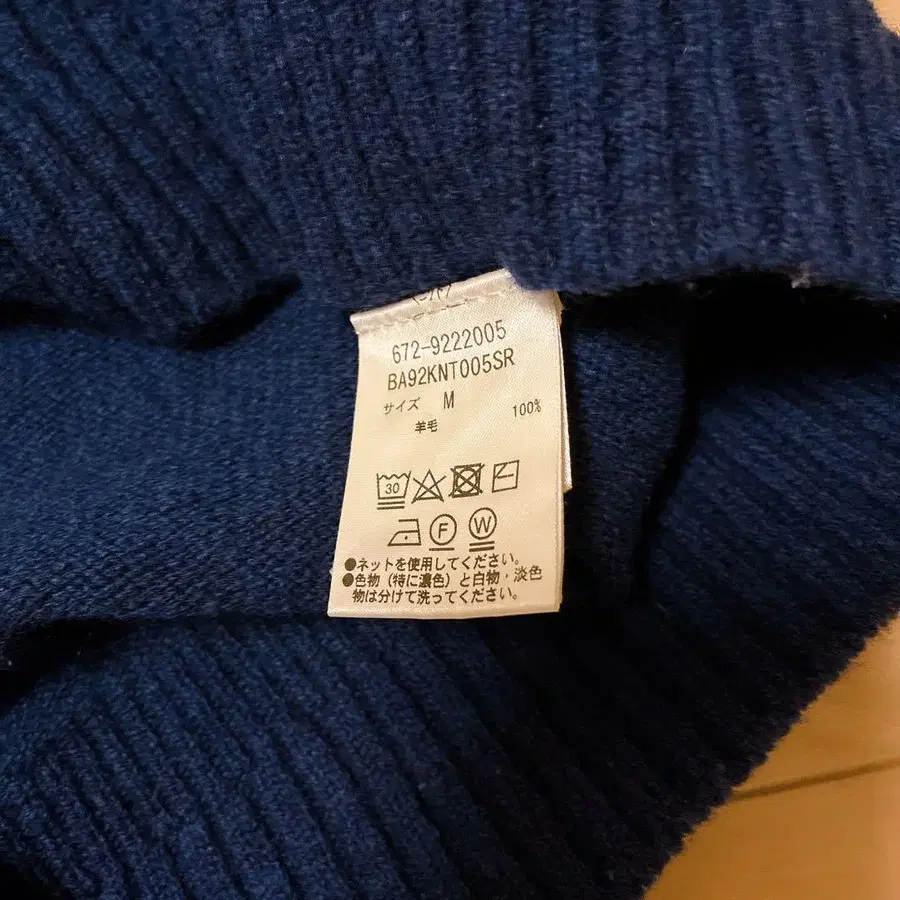 672-9222005
BA92KNT005SR
サイズ M
羊毛 100%
30
F W
●ネットを使用してください。
●色物（特に濃色）と白物・淡色
物は分けて洗ってください。